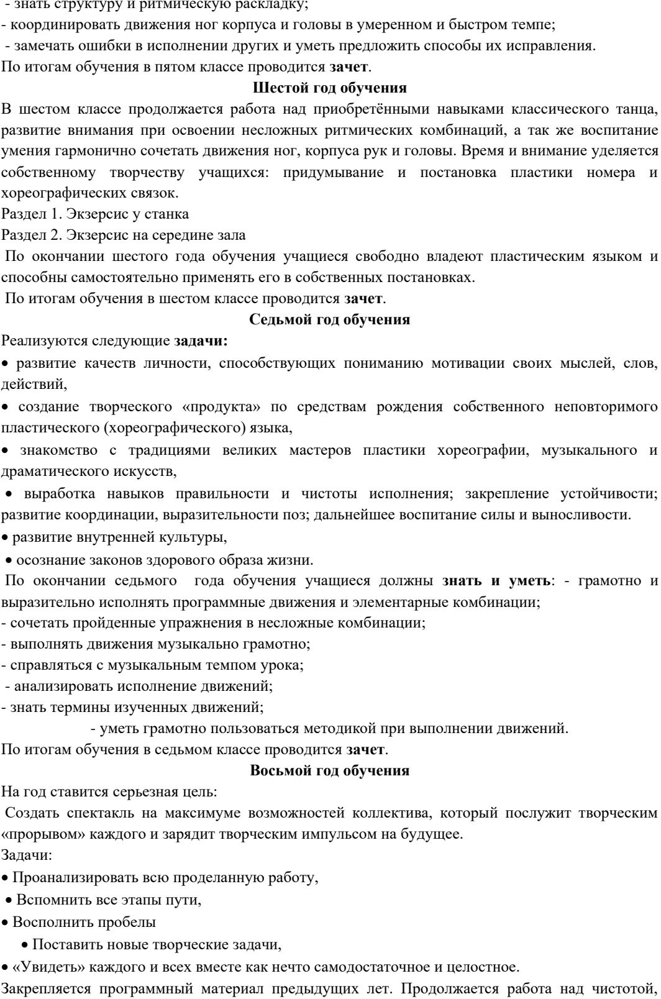 - знать структуру и ритмическую раскладку;
- координировать движения ног корпуса и головы в умеренном и быстром темпе;
- замечать ошибки в исполнении других и уметь предложить способы их исправления.
По итогам обучения в пятом классе проводится зачет.
Шестой год обучения
В шестом классе продолжается работа над приобретёнными навыками классического танца,
развитие внимания при освоении несложных ритмических комбинаций, а так же воспитание
умения гармонично сочетать движения ног, корпуса рук и головы. Время и внимание уделяется
собственному творчеству учащихся: придумывание и постановка пластики номера и
хореографических связок.
Раздел 1. Экзерсис у станка
Раздел 2. Экзерсис на середине зала
По окончании шестого года обучения учащиеся свободно владеют пластическим языком и
способны самостоятельно применять его в собственных постановках.
По итогам обучения в шестом классе проводится зачет.
Седьмой год обучения
Реализуются следующие задачи:
• развитие качеств личности, способствующих пониманию мотивации своих мыслей, слов,
действий,
• создание творческого «продукта» по средствам рождения собственного неповторимого
пластического (хореографического) языка,
• знакомство с традициями великих мастеров пластики хореографии, музыкального и
драматического искусств,
• выработка навыков правильности и чистоты исполнения; закрепление устойчивости;
развитие координации, выразительности поз; дальнейшее воспитание силы и выносливости.
• развитие внутренней культуры,
• осознание законов здорового образа жизни.
По окончании седьмого года обучения учащиеся должны знать и уметь: - грамотно и
выразительно исполнять программные движения и элементарные комбинации;
- сочетать пройденные упражнения в несложные комбинации;
- выполнять движения музыкально грамотно;
- справляться с музыкальным темпом урока;
- анализировать исполнение движений;
- знать термины изученных движений;
- уметь грамотно пользоваться методикой при выполнении движений.
По итогам обучения в седьмом классе проводится зачет.
Восьмой год обучения
На год ставится серьезная цель:
Создать спектакль на максимуме возможностей коллектива, который послужит творческим
«прорывом» каждого и зарядит творческим импульсом на будущее.
Задачи:
• Проанализировать всю проделанную работу,
• Вспомнить все этапы пути,
• Восполнить пробелы
• Поставить новые творческие задачи,
• «Увидеть» каждого и всех вместе как нечто самодостаточное и целостное.
Закрепляется программный материал предыдущих лет. Продолжается работа над чистотой,